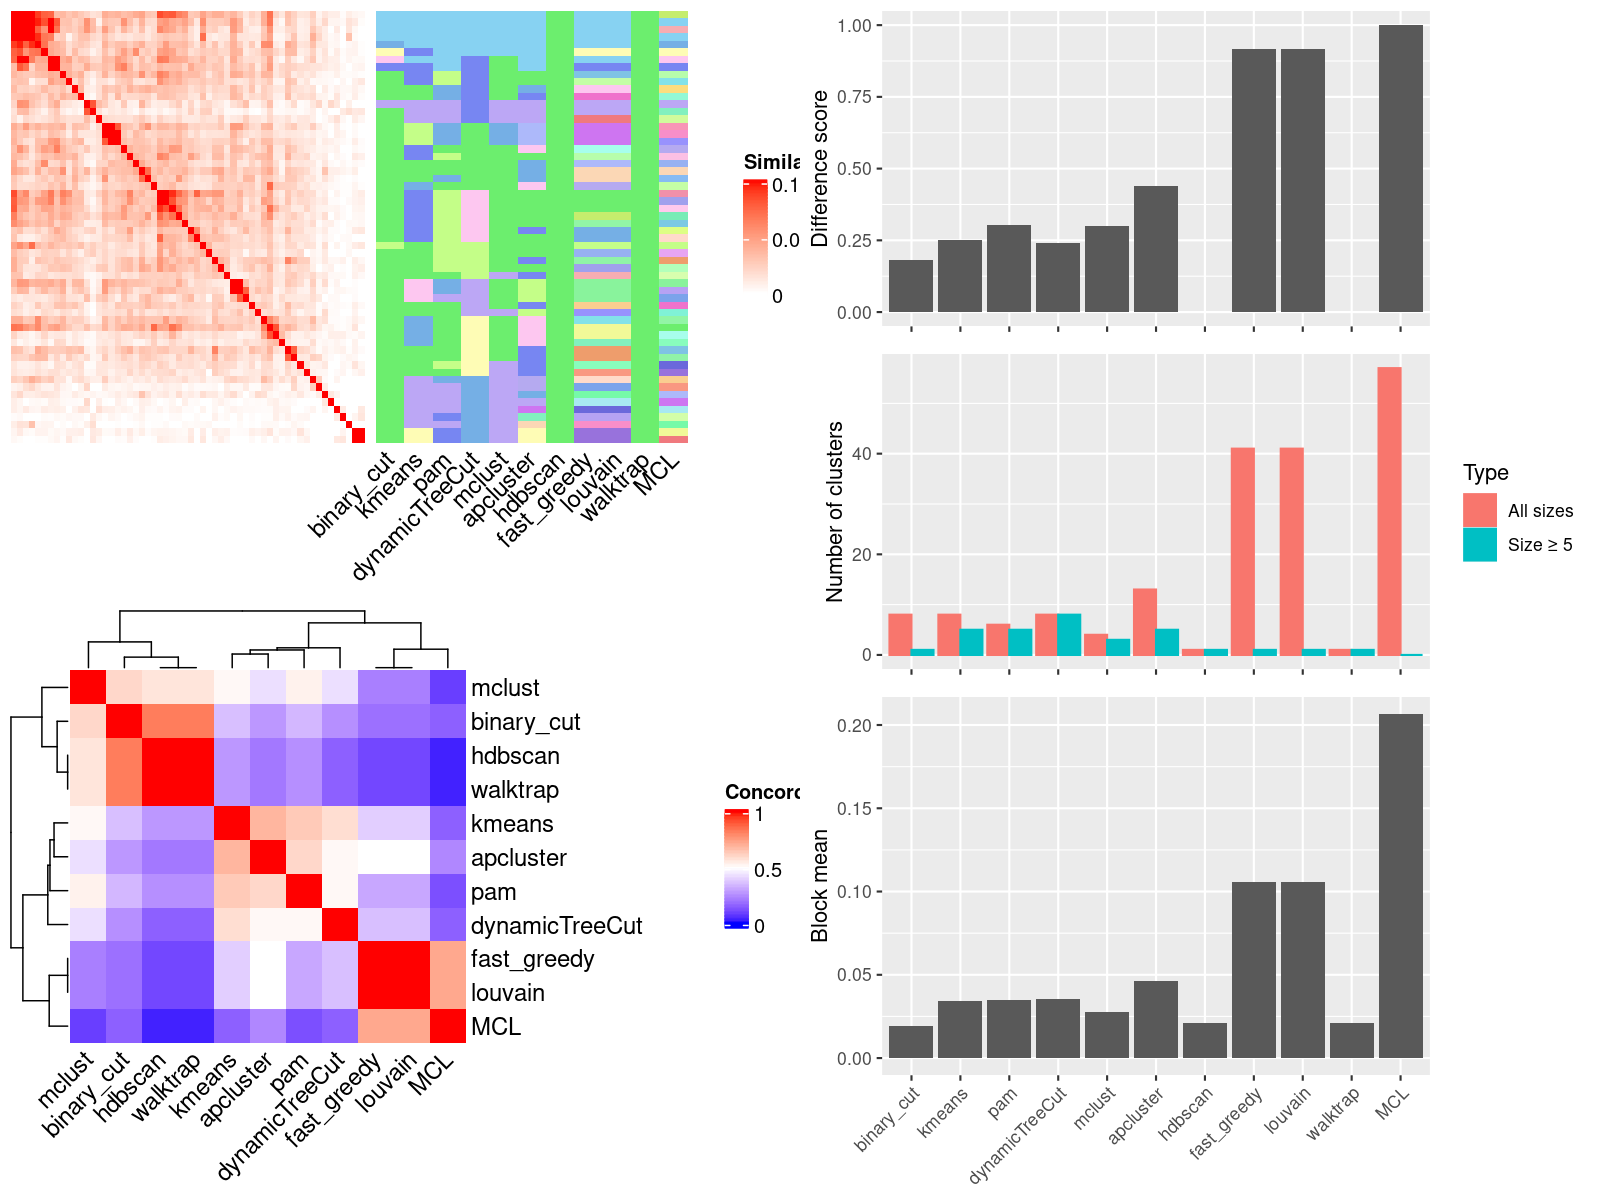 Simila
0.1
0.0
0
binary_cut
kmeans
pam
dynamicTreeCut
mclust
apcluster
hdbscan
fast_greedy
louvain
walktrap
MCL
mclust
binary_cut
hdbscan
walktrap
kmeans
apcluster
pam
dynamicTreeCut
fast_greedy
louvain
MCL
mclust
binary_cut
hdbscan
walktrap
kmeans
apcluster
pam
dynamicTreeCut
fast_greedy
louvain
MCL
Concorc
1
0.5
0
Difference score
1.00
0.75
0.50
0.25
0.00
Number of clusters
40
20
0
Type
All sizes
Size ≥ 5
Block mean
0.20
0.15
0.10
0.05
0.00
binary_cut
kmeans
pam
dynamicTreeCut
mclust
apcluster
hdbscan
fast_greedy
louvain
walktrap
MCL